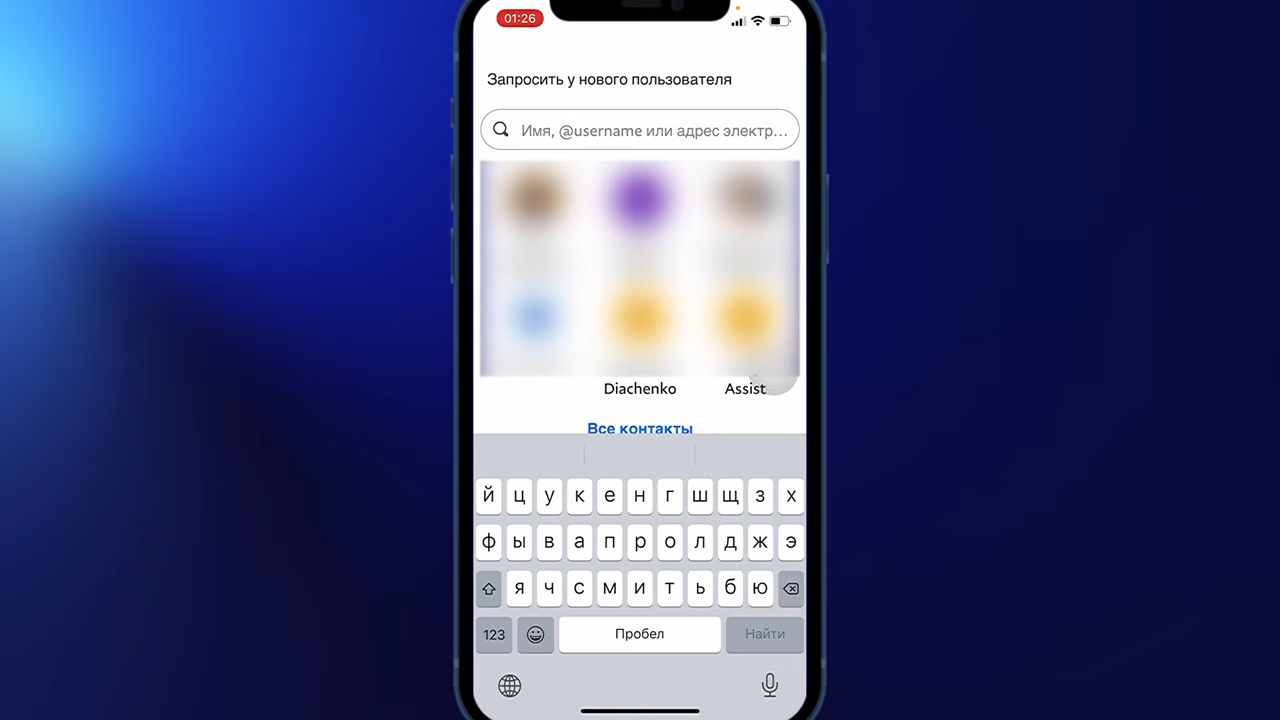 01:26
Запросить у нового пользователя
Имя, @username или адрес электр...
Diachenko Assist
Все контакты
й ц у к е н г ш щ з х
ф ы в а п р о л д ж э
я ч с м и т ь б ю
123 Пробел Найти